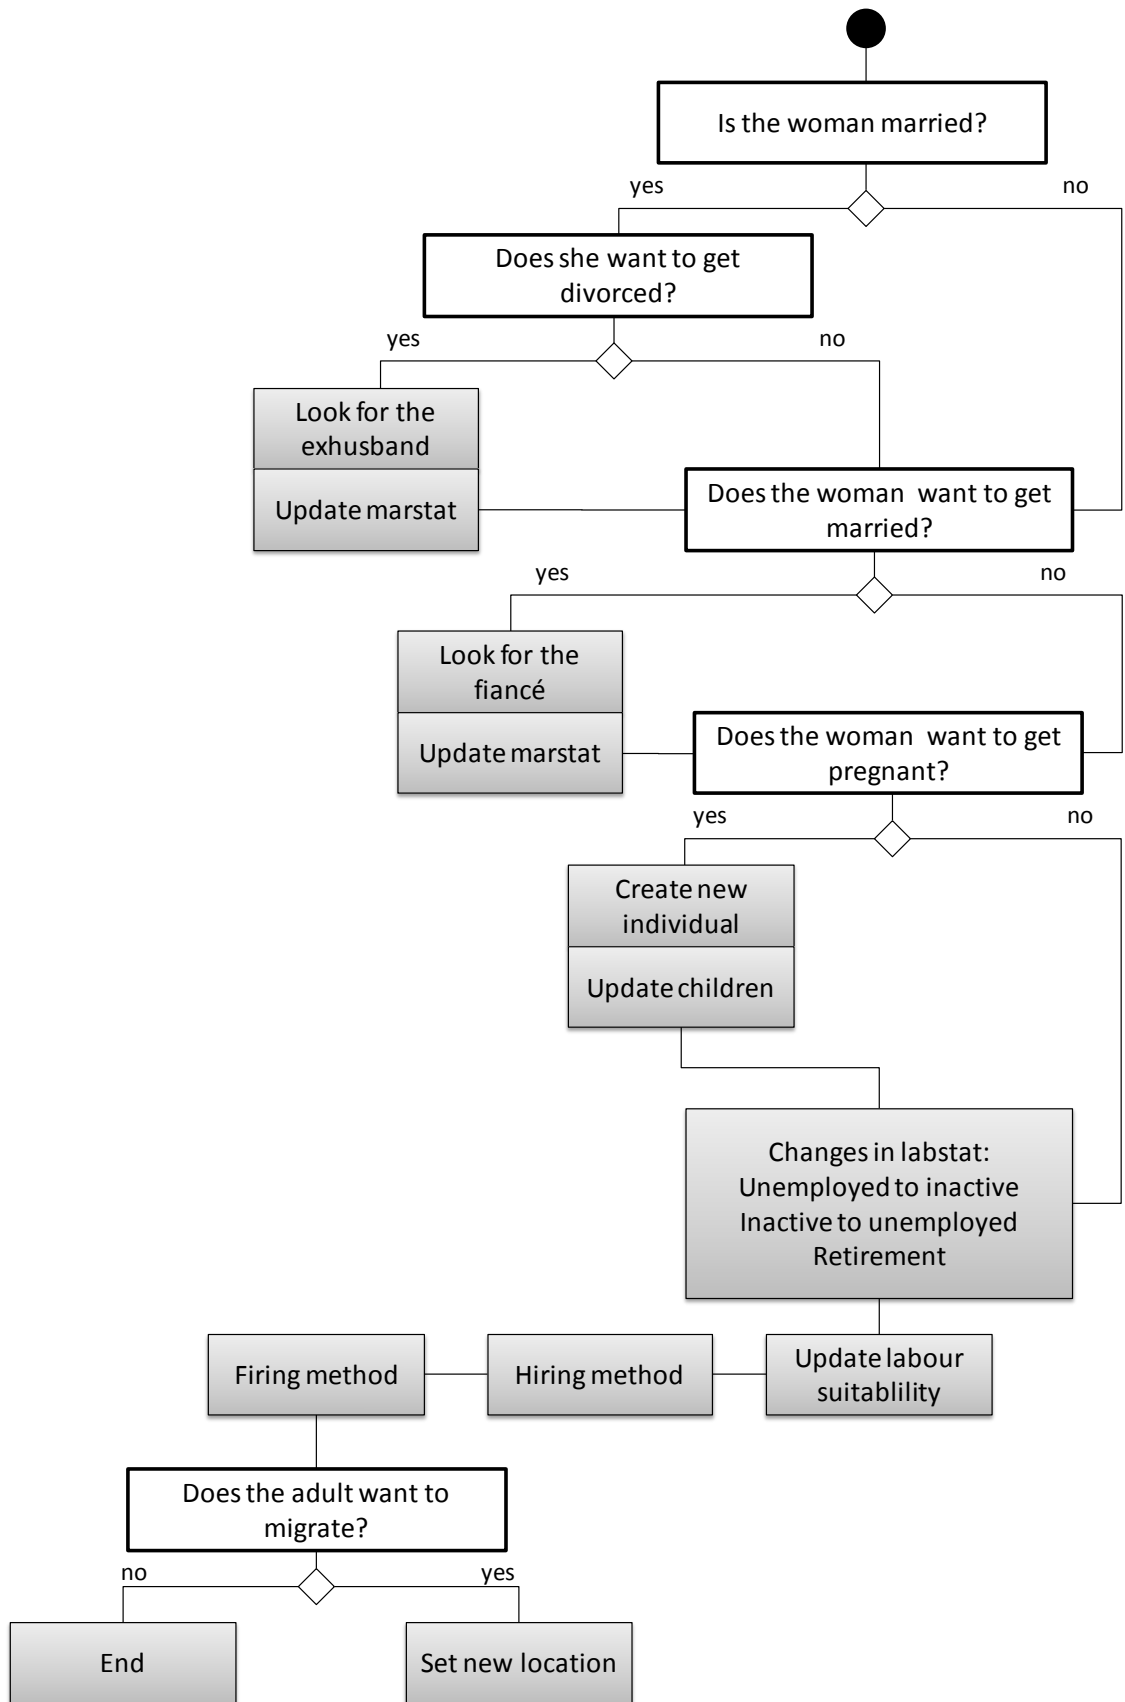 Is the woman married?
yes
no
Does she want to get
divorced?
yes
no
Look for the
exhusband
Update marstat
Does the woman want to get
married?
yes
no
Look for the
fiancé
Update marstat
Does the woman want to get
pregnant?
yes
no
Create new
individual
Update children
Changes in labstat:
Unemployed to inactive
Inactive to unemployed
Retirement
Firing method
Hiring method
Update labour
suitablility
Does the adult want to
migrate?
no
yes
End
Set new location